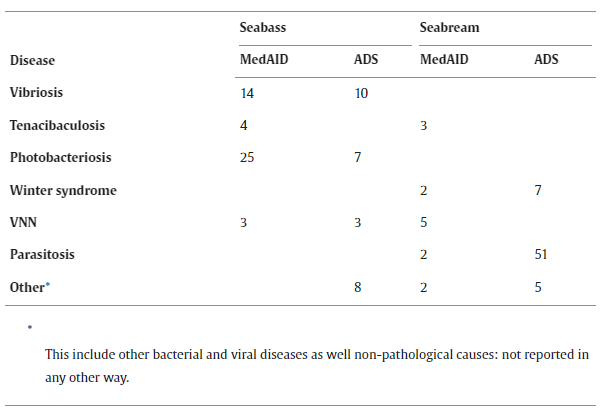 Seabass Seabream
Disease MedAID ADS MedAID ADS
Vibriosis 14 10
Tenacibaculosis 4 3
Photobacteriosis 25 7
Winter syndrome 2 7
VNN 3 3 5
Parasitosis 2 51
Other* 8 2 5
*
This include other bacterial and viral diseases as well non-pathological causes: not reported in
any other way.